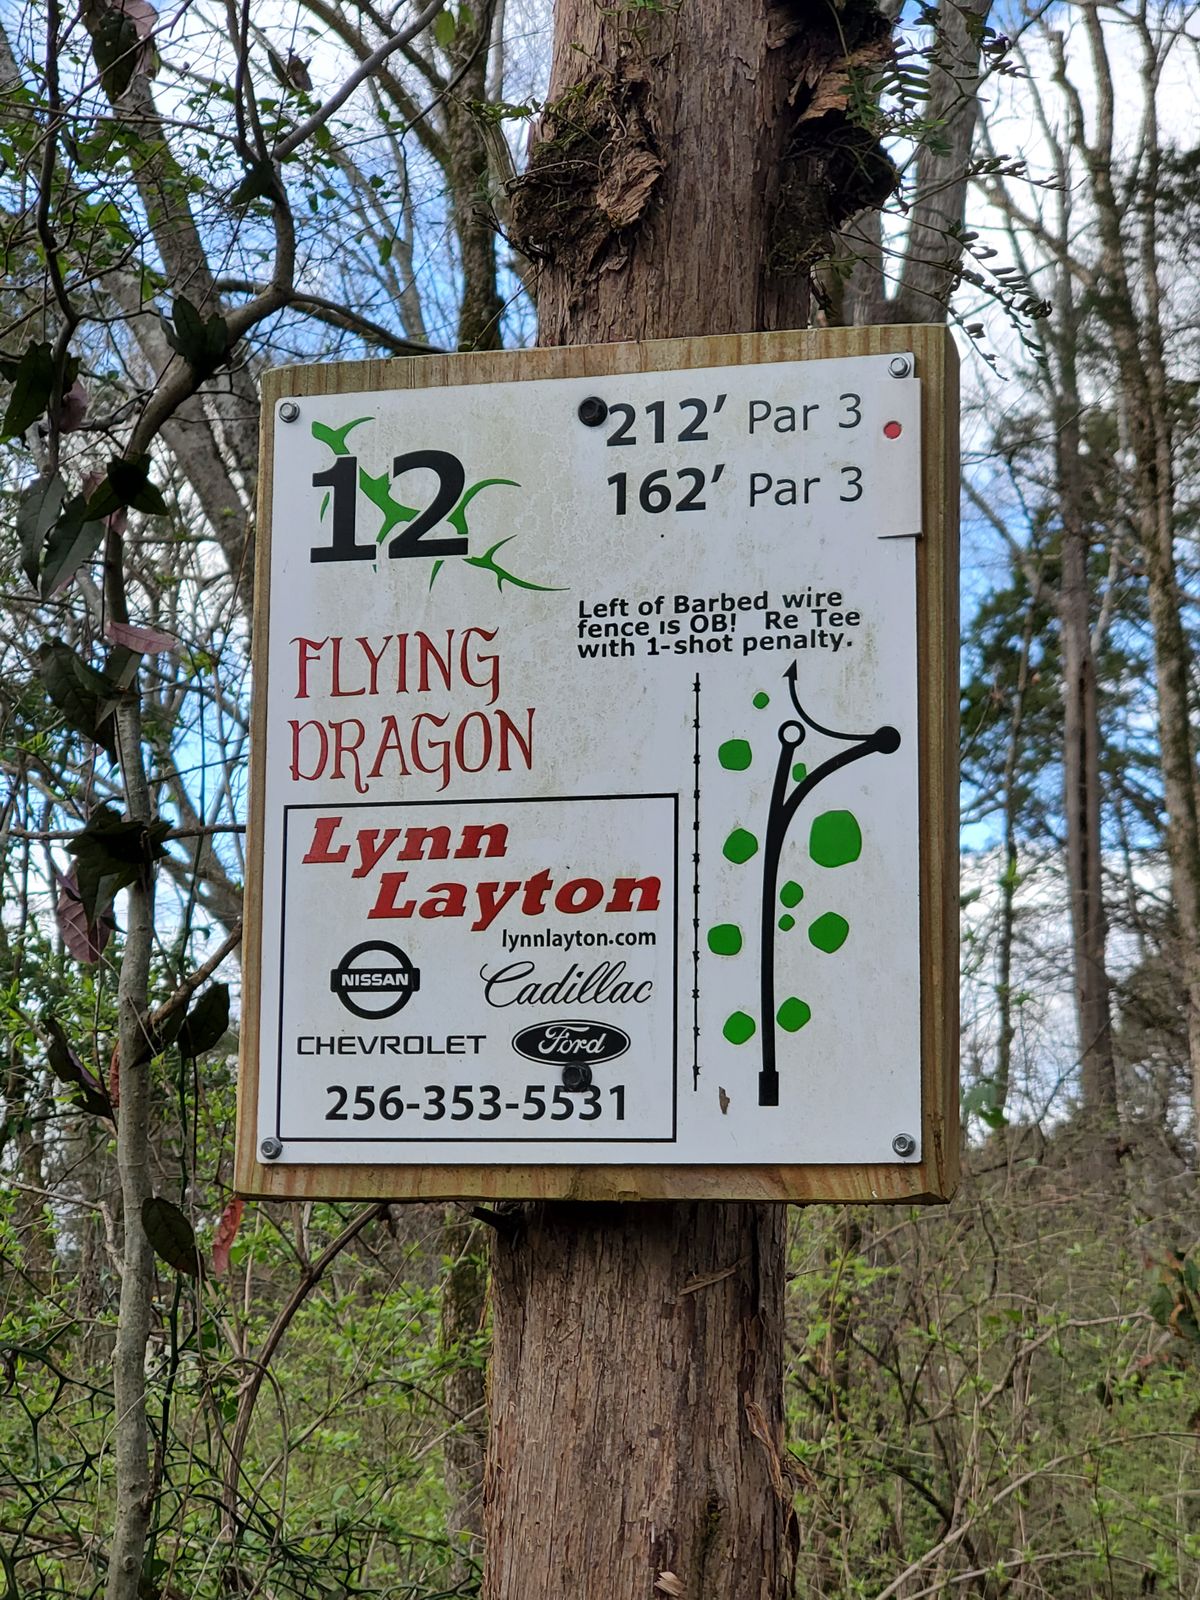 12
212’ Par 3
162’ Par 3
Left of Barbed wire
fence is OB! Re Tee
with 1-shot penalty.
FLYING
DRAGON
Lynn
Layton
lynnlayton.com
NISSAN
Cadillac
CHEVROLET
Ford
256-353-5531